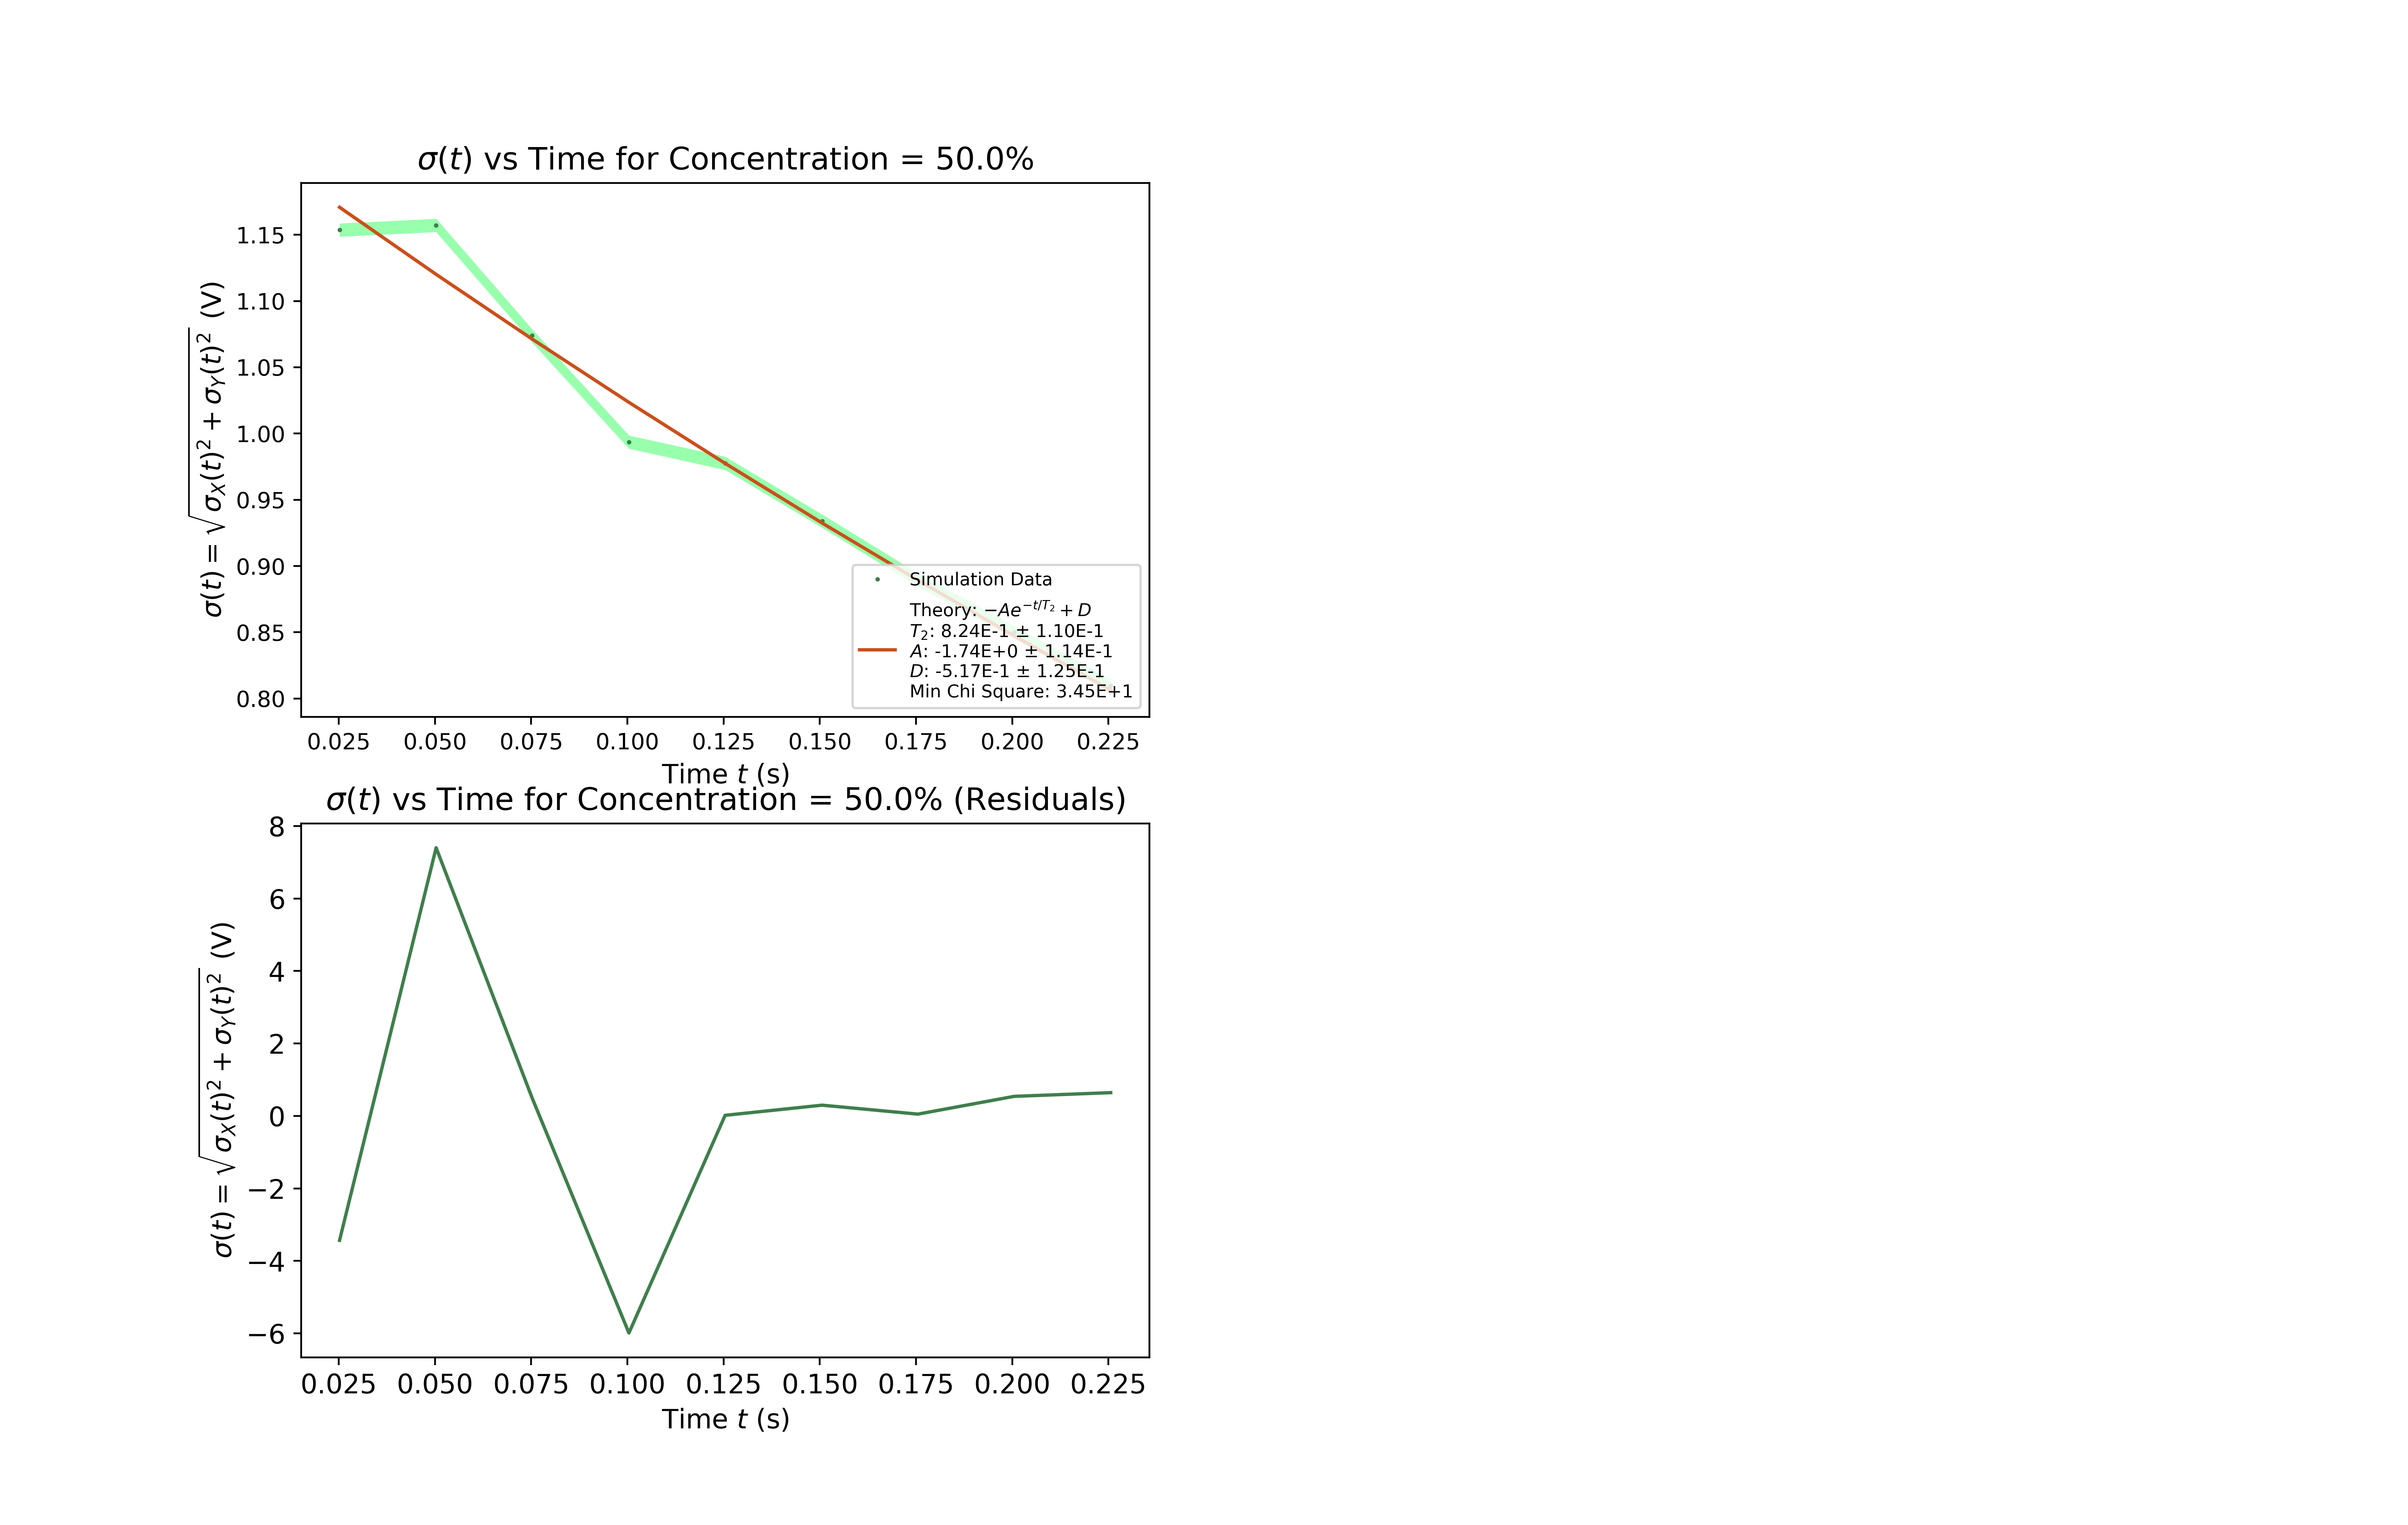 σ(t) vs Time for Concentration = 50.0%
σ(t) = √σ_X(t)² + σ_Y(t)² (V)
1.15
1.10
1.05
1.00
0.95
0.90
0.85
0.80
Simulation Data
Theory: −Ae^{−t/T₂} + D
T₂: 8.24E-1 ± 1.10E-1
A: -1.74E+0 ± 1.14E-1
D: -5.17E-1 ± 1.25E-1
Min Chi Square: 3.45E+1
0.025 0.050 0.075 0.100 0.125 0.150 0.175 0.200 0.225
Time t (s)
σ(t) vs Time for Concentration = 50.0% (Residuals)
σ(t) = √σ_X(t)² + σ_Y(t)² (V)
8
6
4
2
0
−2
−4
−6
0.025 0.050 0.075 0.100 0.125 0.150 0.175 0.200 0.225
Time t (s)